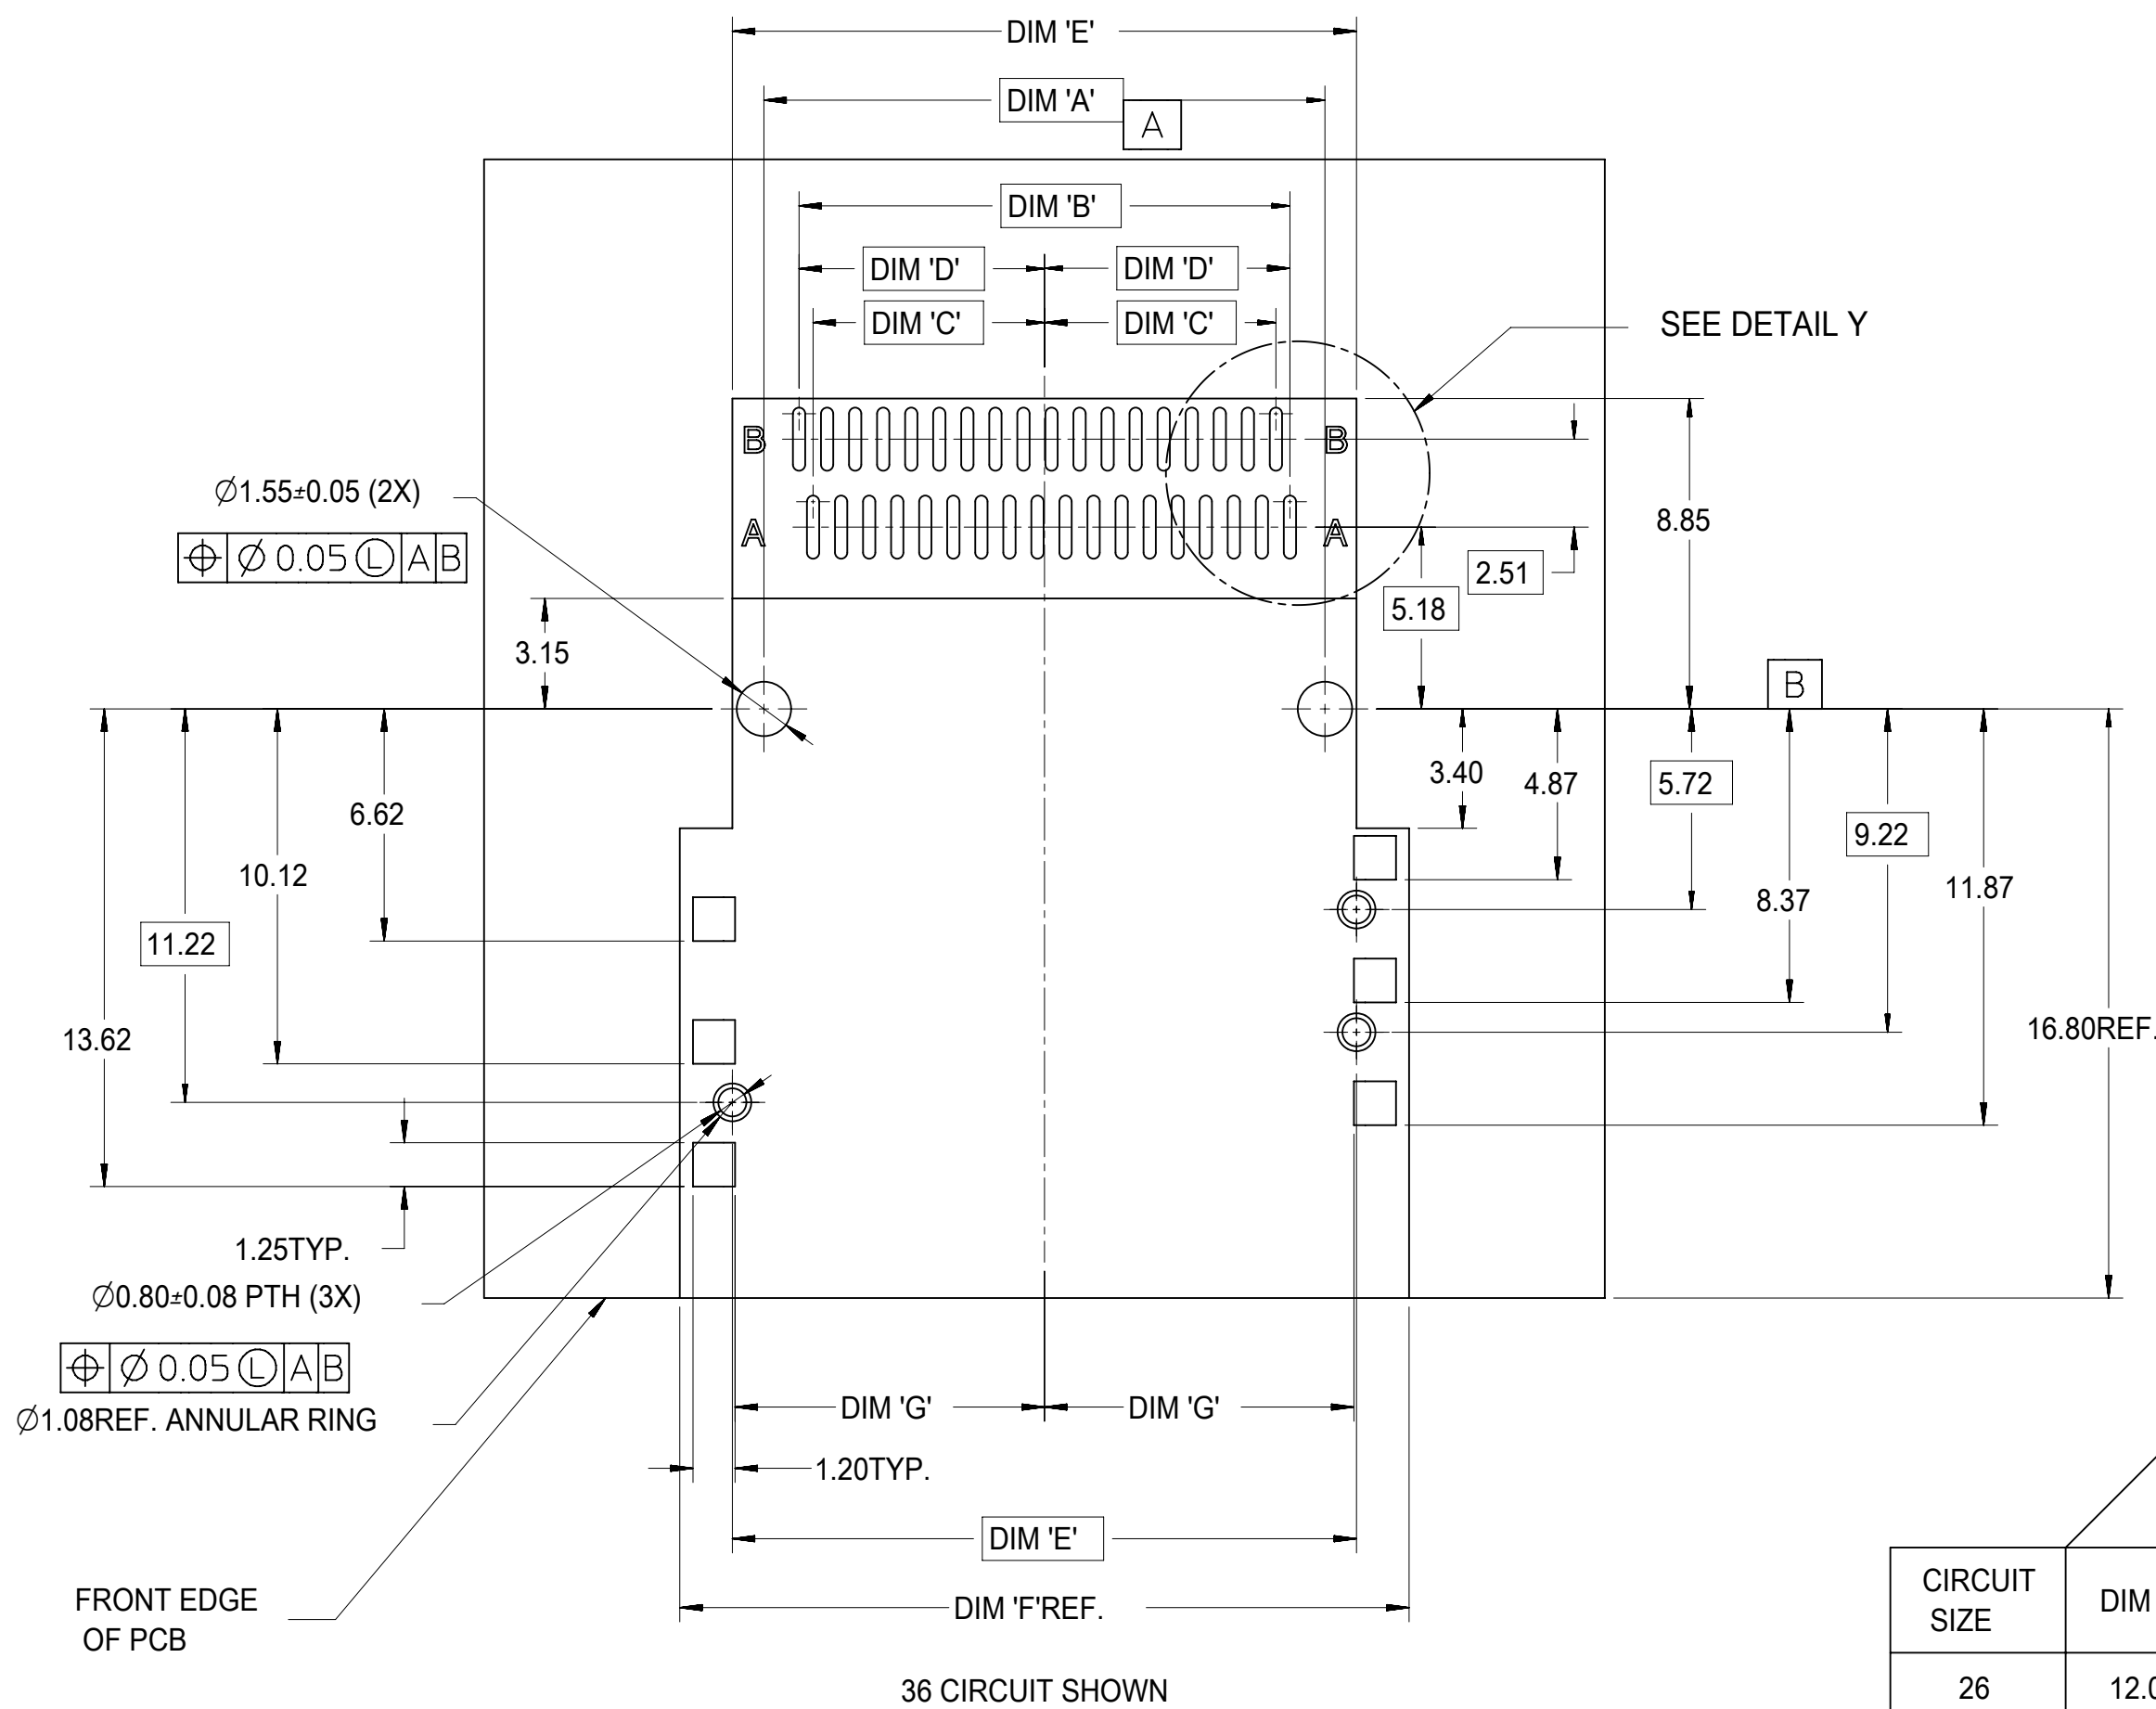 DIM 'E'
DIM 'A'
A
DIM 'B'
DIM 'D' DIM 'D'
DIM 'C' DIM 'C'
SEE DETAIL Y
B B
A A
Ø1.55±0.05 (2X)
⌖ Ø 0.05 Ⓛ A B
8.85
2.51
5.18
3.15
B
3.40
4.87
5.72
6.62
9.22
10.12
11.87
8.37
11.22
13.62
16.80REF.
1.25TYP.
Ø0.80±0.08 PTH (3X)
⌖ Ø 0.05 Ⓛ A B
Ø1.08REF. ANNULAR RING
DIM 'G' DIM 'G'
1.20TYP.
DIM 'E'
DIM 'F'REF.
FRONT EDGE
OF PCB
36 CIRCUIT SHOWN
CIRCUIT
SIZE
DIM
26